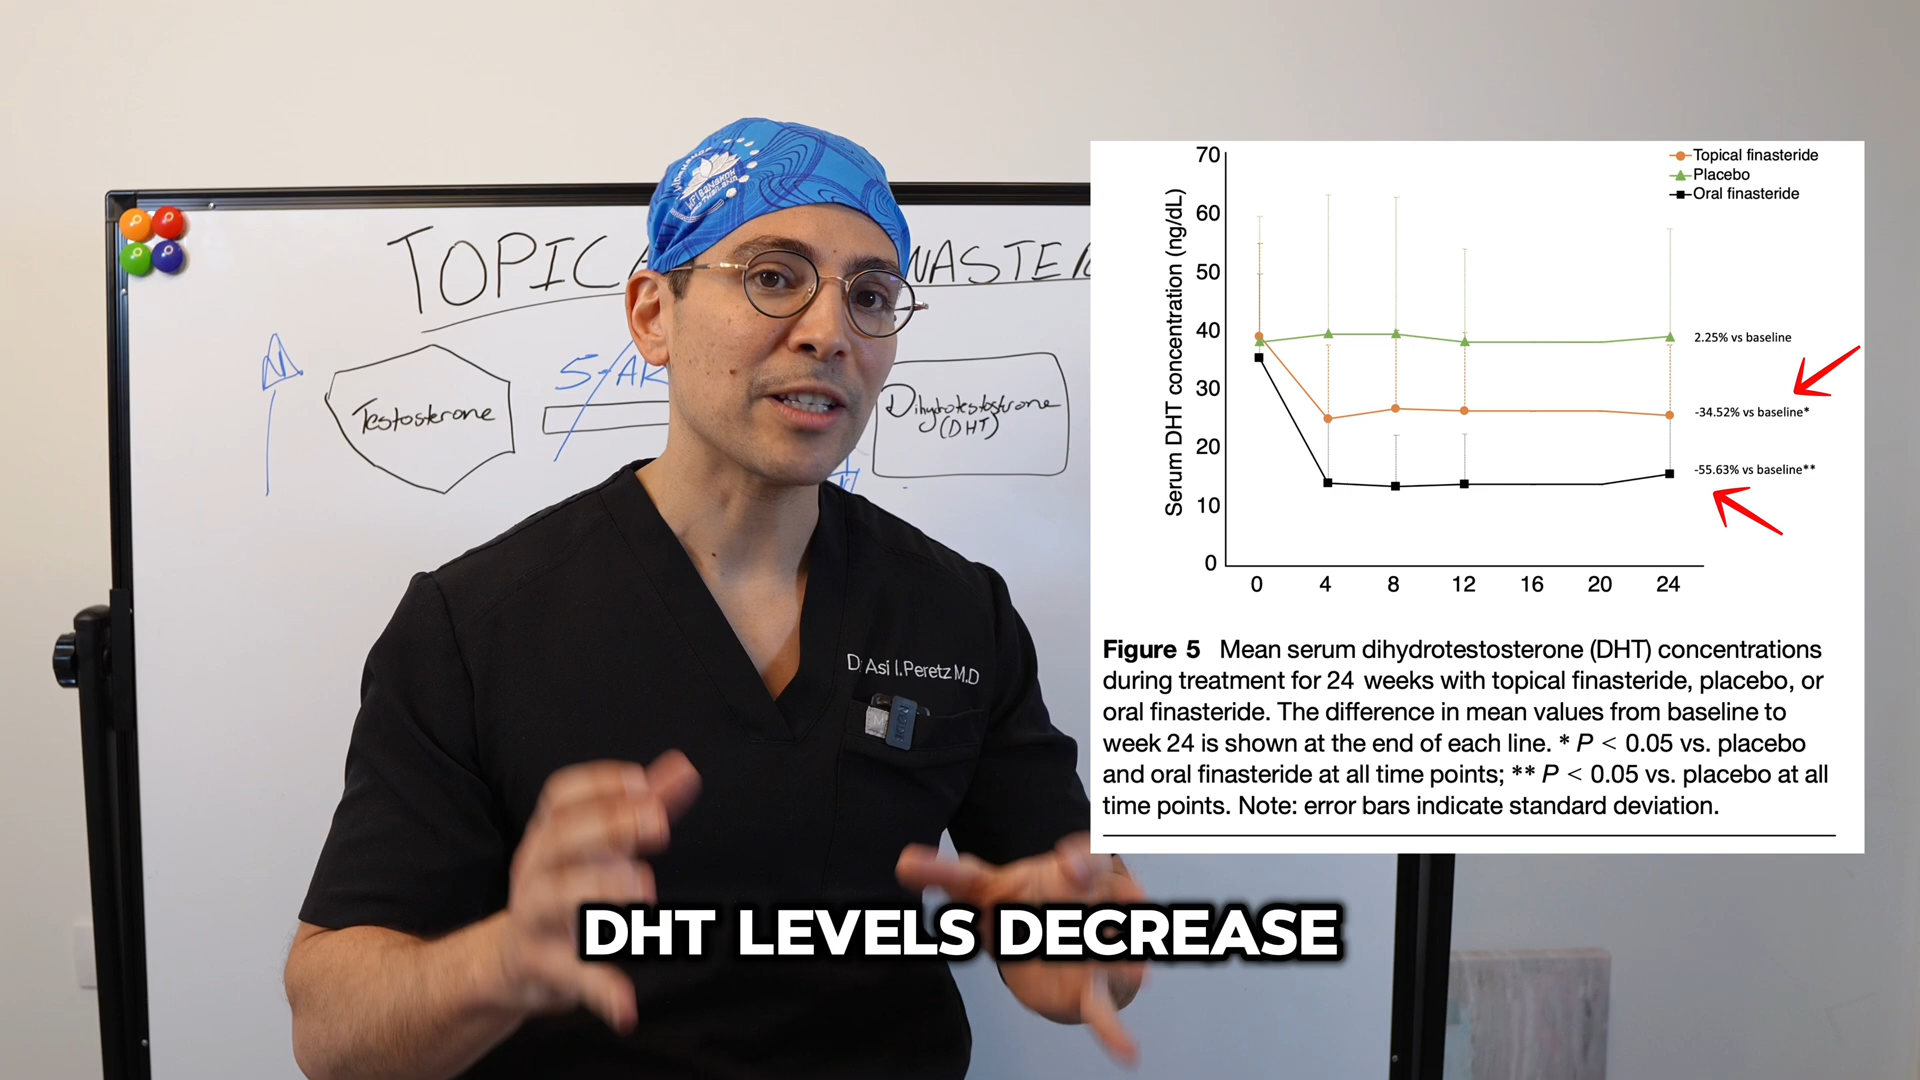 TOPICA
NASTER
Testosterone
5-AR
Dihydrotestosterone
(DHT)
WFI BANGKOK
THAILAND
D Asi I.Peretz M.D
70
60
50
40
30
20
10
0
Serum DHT concentration (ng/dL)
0 4 8 12 16 20 24
Topical finasteride
Placebo
Oral finasteride
2.25% vs baseline
-34.52% vs baseline*
-55.63% vs baseline**
Figure 5 Mean serum dihydrotestosterone (DHT) concentrations
during treatment for 24 weeks with topical finasteride, placebo, or
oral finasteride. The difference in mean values from baseline to
week 24 is shown at the end of each line. * P < 0.05 vs. placebo
and oral finasteride at all time points; ** P < 0.05 vs. placebo at all
time points. Note: error bars indicate standard deviation.
DHT LEVELS DECREASE